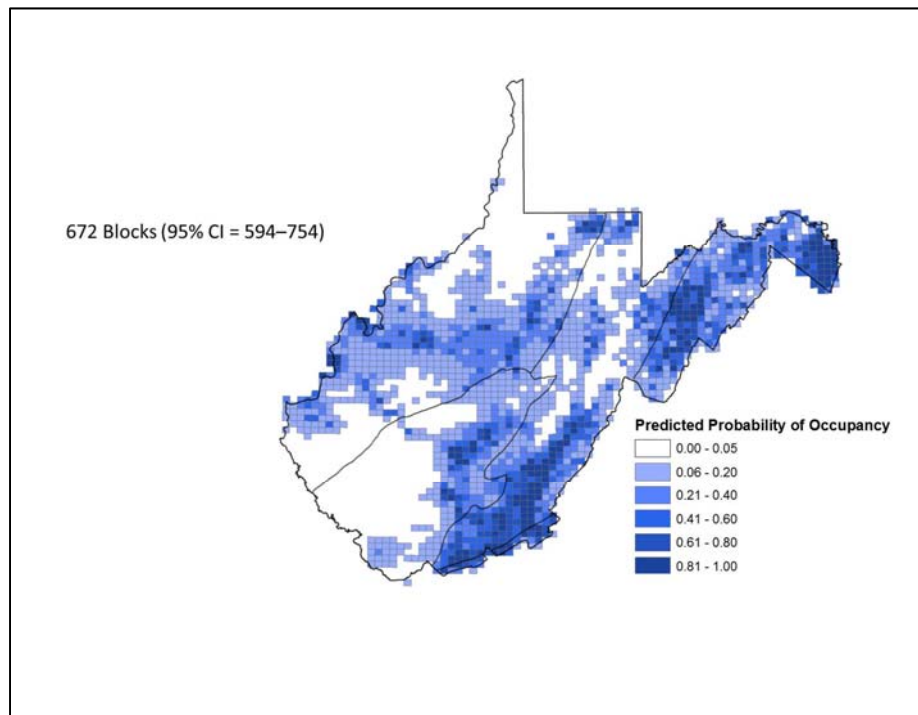 672 Blocks (95% CI = 594–754)
Predicted Probability of Occupancy
0.00 - 0.05
0.06 - 0.20
0.21 - 0.40
0.41 - 0.60
0.61 - 0.80
0.81 - 1.00